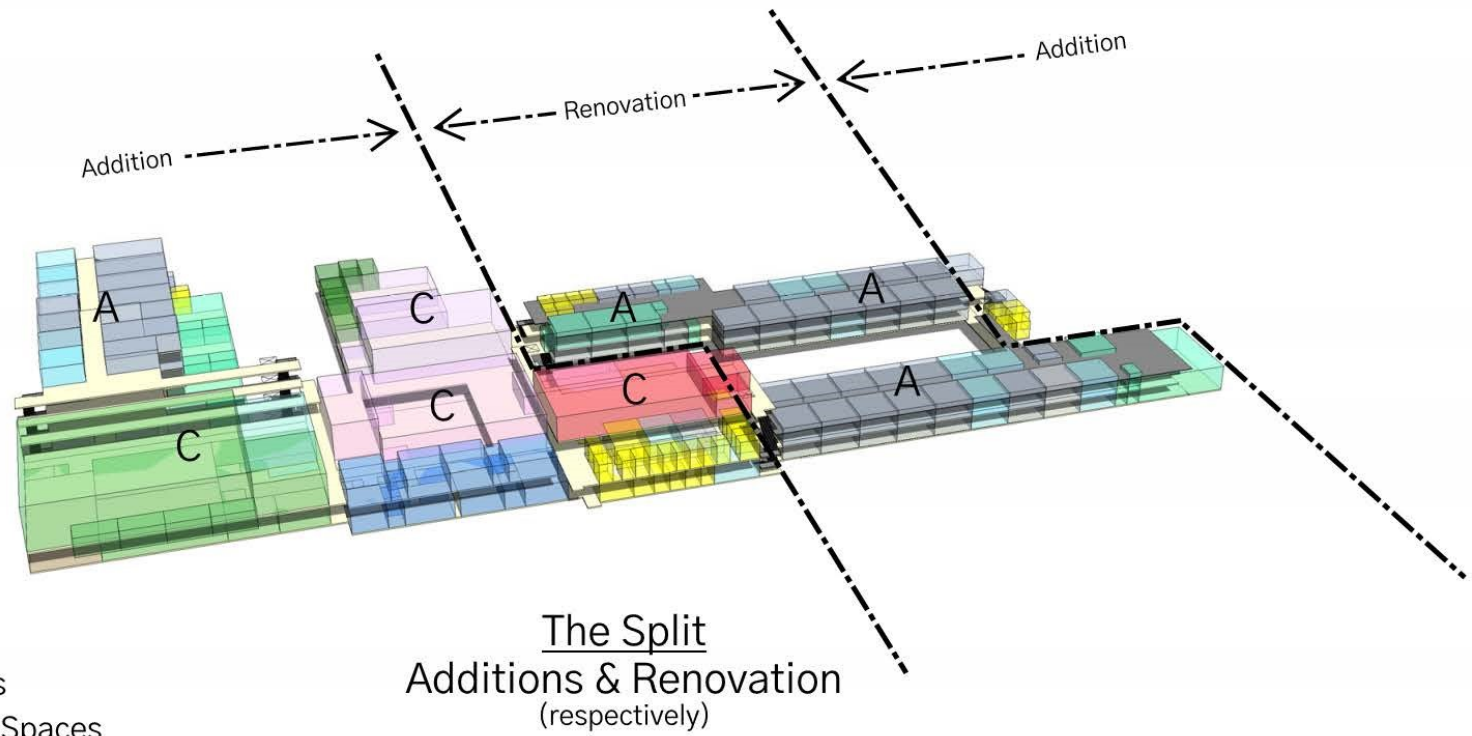 Addition
Renovation
Addition
A
C
A
A
C
C
A
C
The Split
Additions & Renovation
(respectively)
s
Spaces